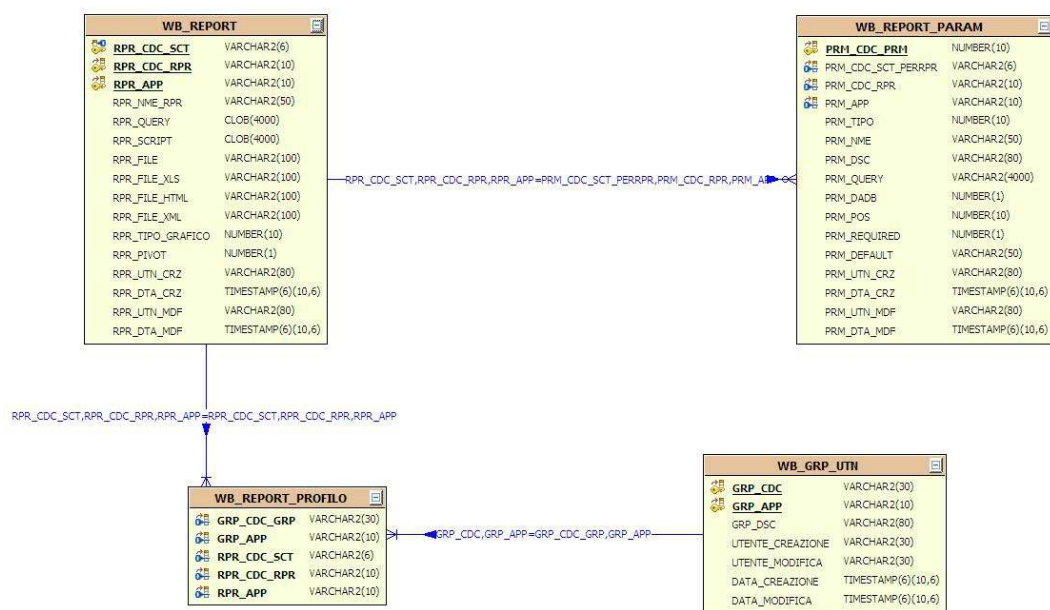 WB_REPORT
RPR_CDC_SCT VARCHAR2(6)
RPR_CDC_RPR VARCHAR2(10)
RPR_APP VARCHAR2(10)
RPR_NME_RPR VARCHAR2(50)
RPR_QUERY CLOB(4000)
RPR_SCRIPT CLOB(4000)
RPR_FILE VARCHAR2(100)
RPR_FILE_XLS VARCHAR2(100)
RPR_FILE_HTML VARCHAR2(100)
RPR_FILE_XML VARCHAR2(100)
RPR_TIPO_GRAFICO NUMBER(10)
RPR_PIVOT NUMBER(1)
RPR_UTN_CRZ VARCHAR2(80)
RPR_DTA_CRZ TIMESTAMP(6)(10,6)
RPR_UTN_MDF VARCHAR2(80)
RPR_DTA_MDF TIMESTAMP(6)(10,6)
RPR_CDC_SCT,RPR_CDC_RPR,RPR_APP=PRM_CDC_SCT_PERRPR,PRM_CDC_RPR,PRM_AP
WB_REPORT_PARAM
PRM_CDC_PRM NUMBER(10)
PRM_CDC_SCT_PERRPR VARCHAR2(6)
PRM_CDC_RPR VARCHAR2(10)
PRM_APP VARCHAR2(10)
PRM_TIPO NUMBER(10)
PRM_NME VARCHAR2(50)
PRM_DSC VARCHAR2(80)
PRM_QUERY VARCHAR2(4000)
PRM_DADB NUMBER(1)
PRM_POS NUMBER(10)
PRM_REQUIRED NUMBER(1)
PRM_DEFAULT VARCHAR2(50)
PRM_UTN_CRZ VARCHAR2(80)
PRM_DTA_CRZ TIMESTAMP(6)(10,6)
PRM_UTN_MDF VARCHAR2(80)
PRM_DTA_MDF TIMESTAMP(6)(10,6)
RPR_CDC_SCT,RPR_CDC_RPR,RPR_APP=RPR_CDC_SCT,RPR_CDC_RPR,RPR_APP
WB_REPORT_PROFILO
GRP_CDC_GRP VARCHAR2(30)
GRP_APP VARCHAR2(10)
RPR_CDC_SCT VARCHAR2(6)
RPR_CDC_RPR VARCHAR2(10)
RPR_APP VARCHAR2(10)
GRP_CDC,GRP_APP=GRP_CDC_GRP,GRP_APP
WB_GRP_UTN
GRP_CDC VARCHAR2(30)
GRP_APP VARCHAR2(10)
GRP_DSC VARCHAR2(80)
UTENTE_CREAZIONE VARCHAR2(30)
UTENTE_MODIFICA VARCHAR2(30)
DATA_CREAZIONE TIMESTAMP(6)(10,6)
DATA_MODIFICA TIMESTAMP(6)(10,6)